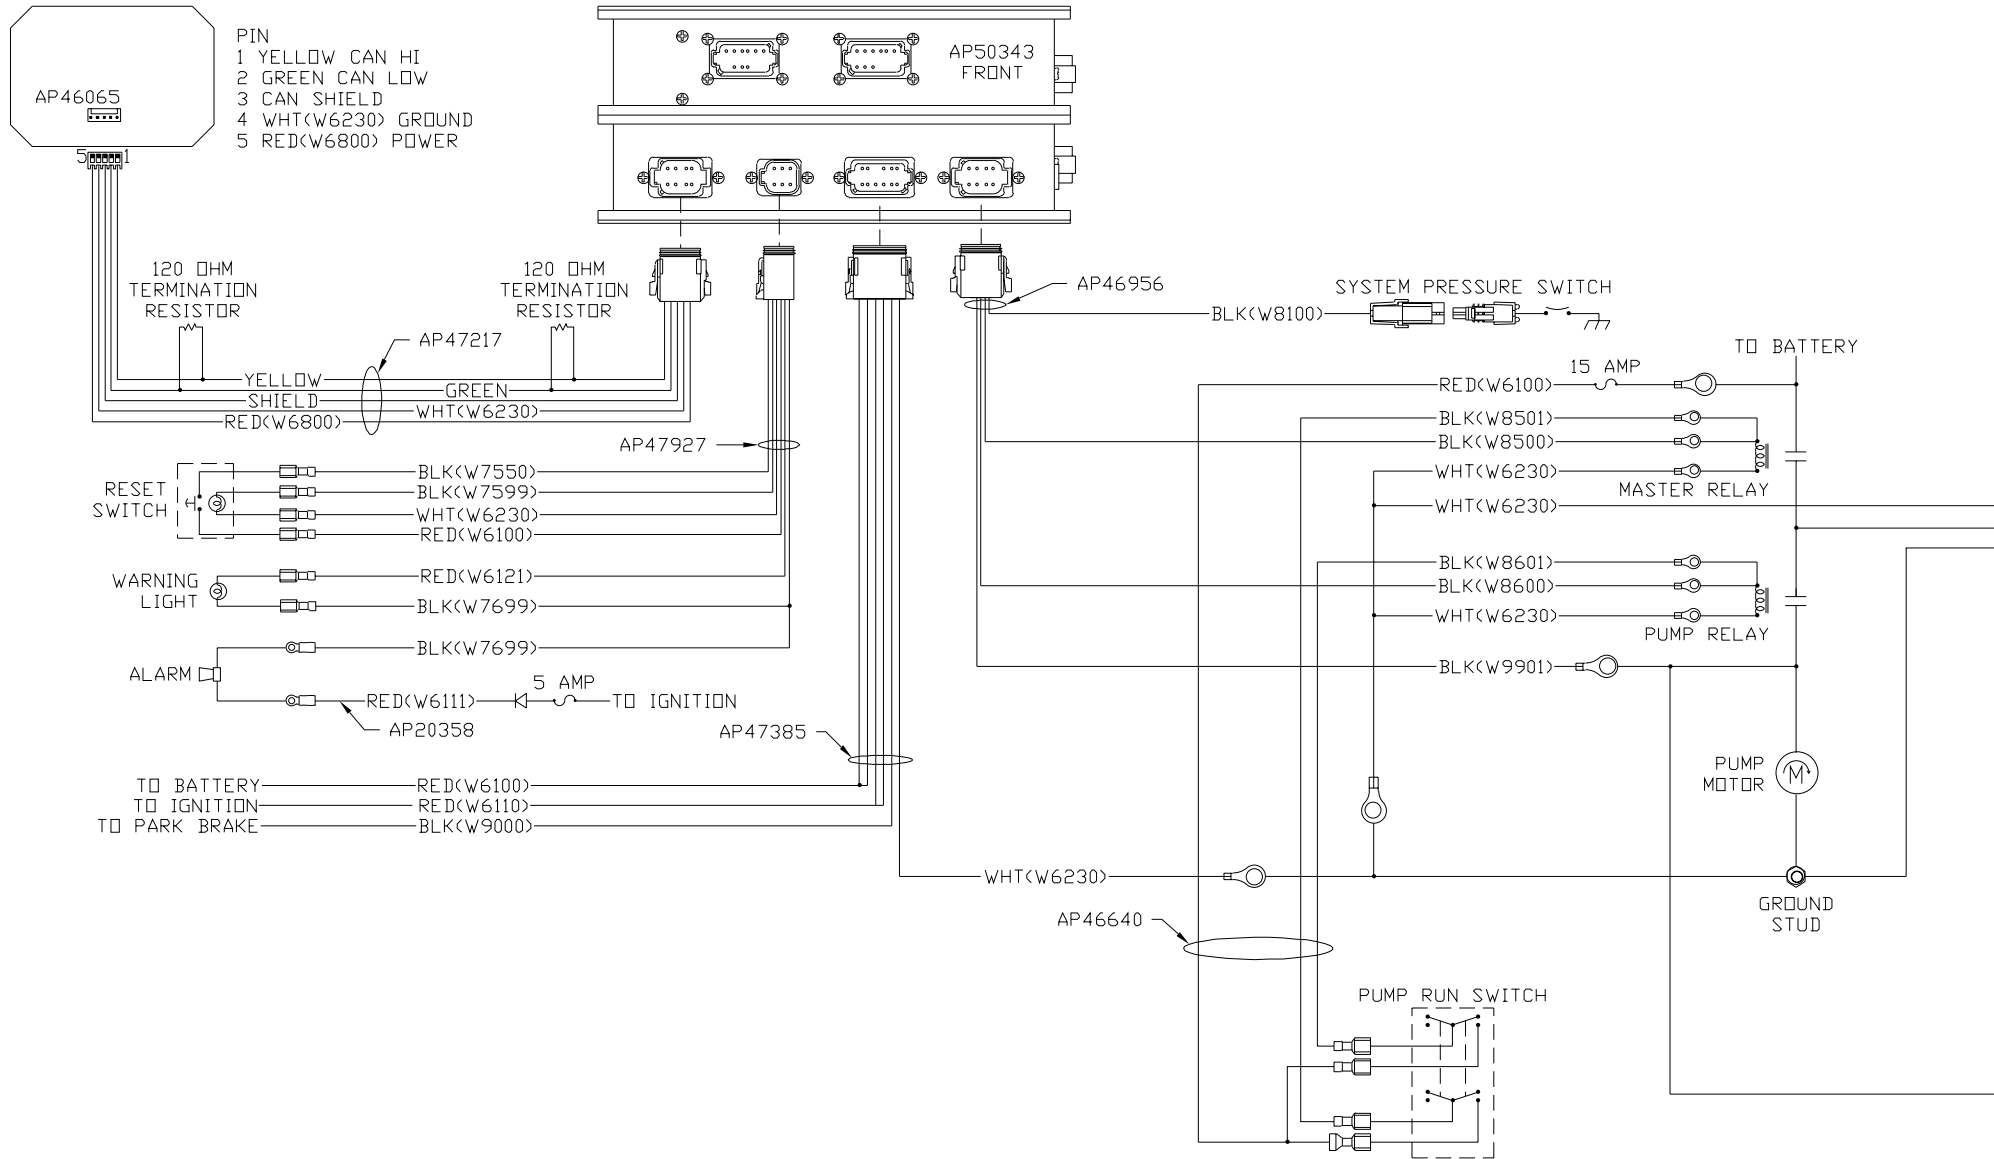 PIN
1 YELLOW CAN HI
2 GREEN CAN LOW
3 CAN SHIELD
4 WHT(W6230) GROUND
5 RED(W6800) POWER
AP46065
5
1
AP50343
FRONT
120 OHM
TERMINATION
RESISTOR
120 OHM
TERMINATION
RESISTOR
AP47217
YELLOW
GREEN
SHIELD
WHT(W6230)
RED(W6800)
AP46956
SYSTEM PRESSURE SWITCH
BLK(W8100)
TO BATTERY
15 AMP
RED(W6100)
BLK(W8501)
BLK(W8500)
WHT(W6230)
MASTER RELAY
WHT(W6230)
BLK(W8601)
BLK(W8600)
WHT(W6230)
PUMP RELAY
BLK(W9901)
AP47927
RESET
SWITCH
BLK(W7550)
BLK(W7599)
WHT(W6230)
RED(W6100)
WARNING
LIGHT
RED(W6121)
BLK(W7699)
BLK(W7699)
ALARM
RED(W6111)
5 AMP
TO IGNITION
AP20358
AP47385
TO BATTERY
RED(W6100)
TO IGNITION
RED(W6110)
TO PARK BRAKE
BLK(W9000)
PUMP
MOTOR
M
WHT(W6230)
GROUND
STUD
AP46640
PUMP RUN SWITCH